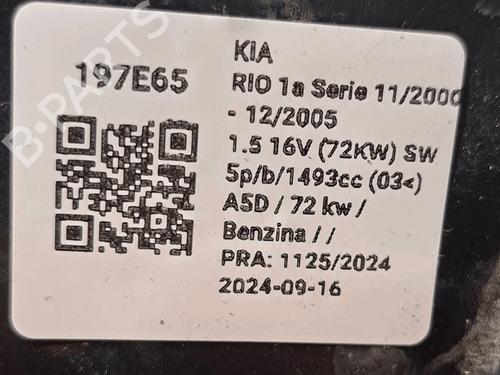 B-PARTS
197E65
KIA
RIO 1a Serie 11/2000
- 12/2005
1.5 16V (72KW) SW
5p/b/1493cc (03<)
A5D / 72 kw /
Benzina / /
PRA: 1125/2024
2024-09-16